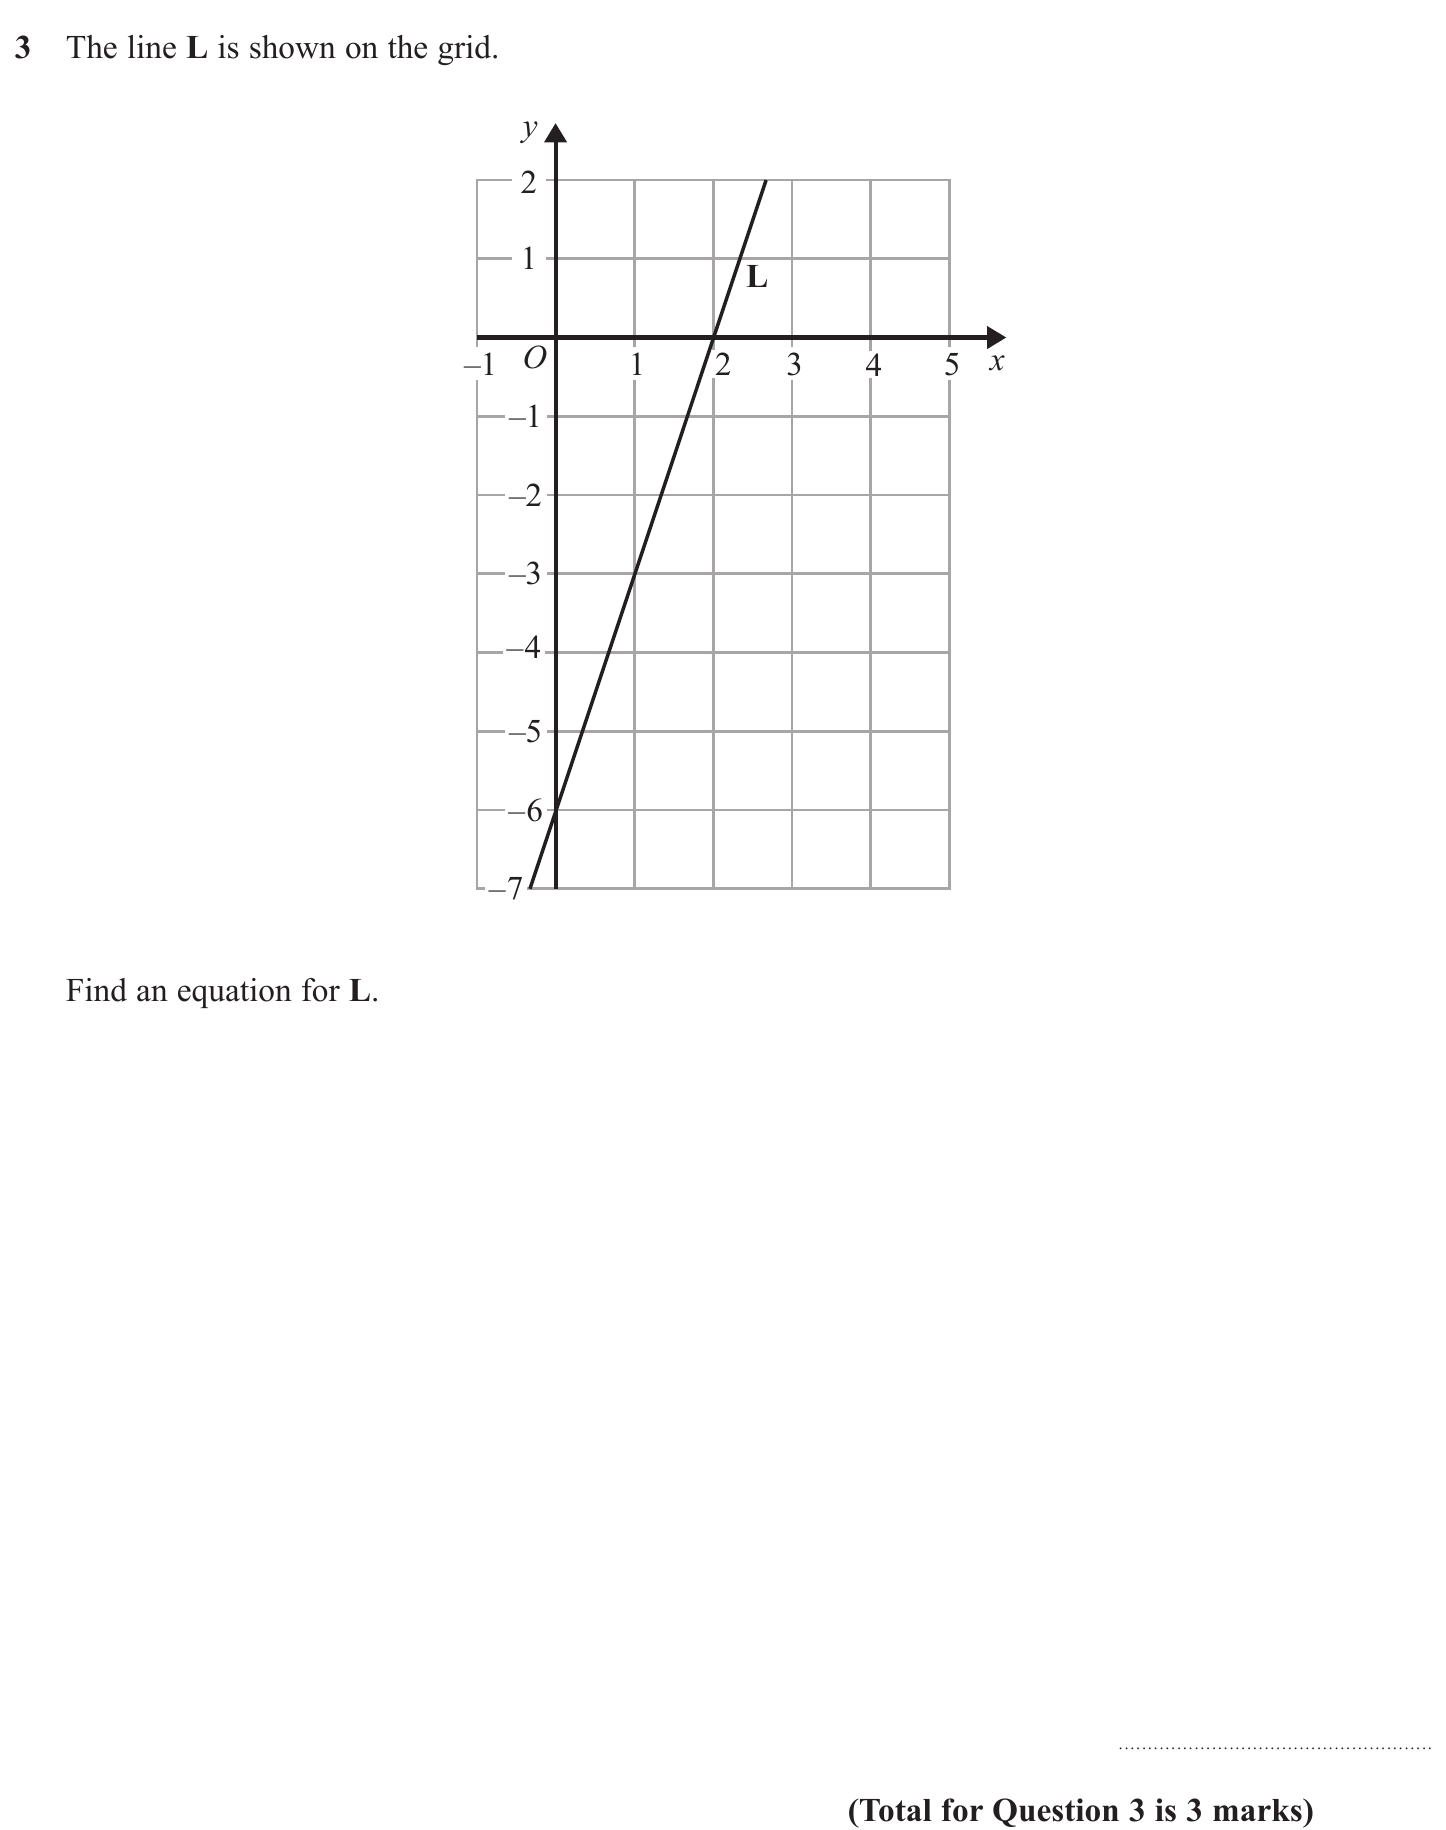 3 The line L is shown on the grid.
y
2
1
L
–1 O 1 2 3 4 5 x
–1
–2
–3
–4
–5
–6
–7
Find an equation for L.
(Total for Question 3 is 3 marks)